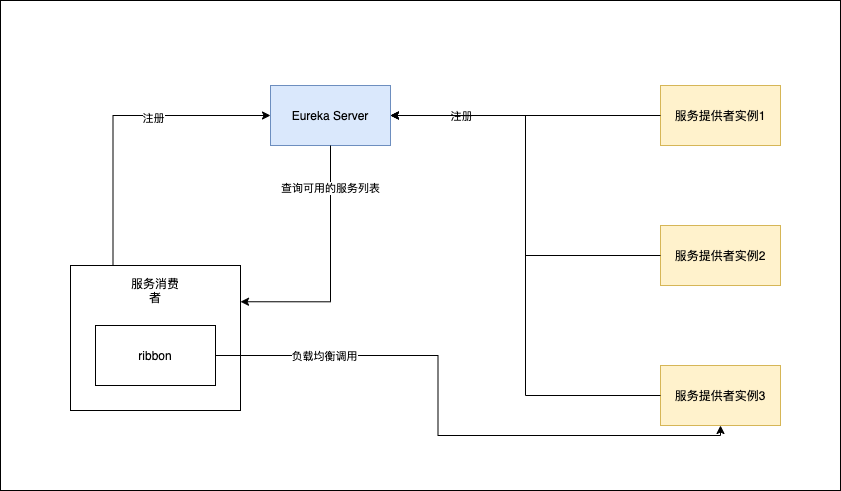 注册
Eureka Server
注册
服务提供者实例1
查询可用的服务列表
服务提供者实例2
服务消费
者
ribbon
负载均衡调用
服务提供者实例3